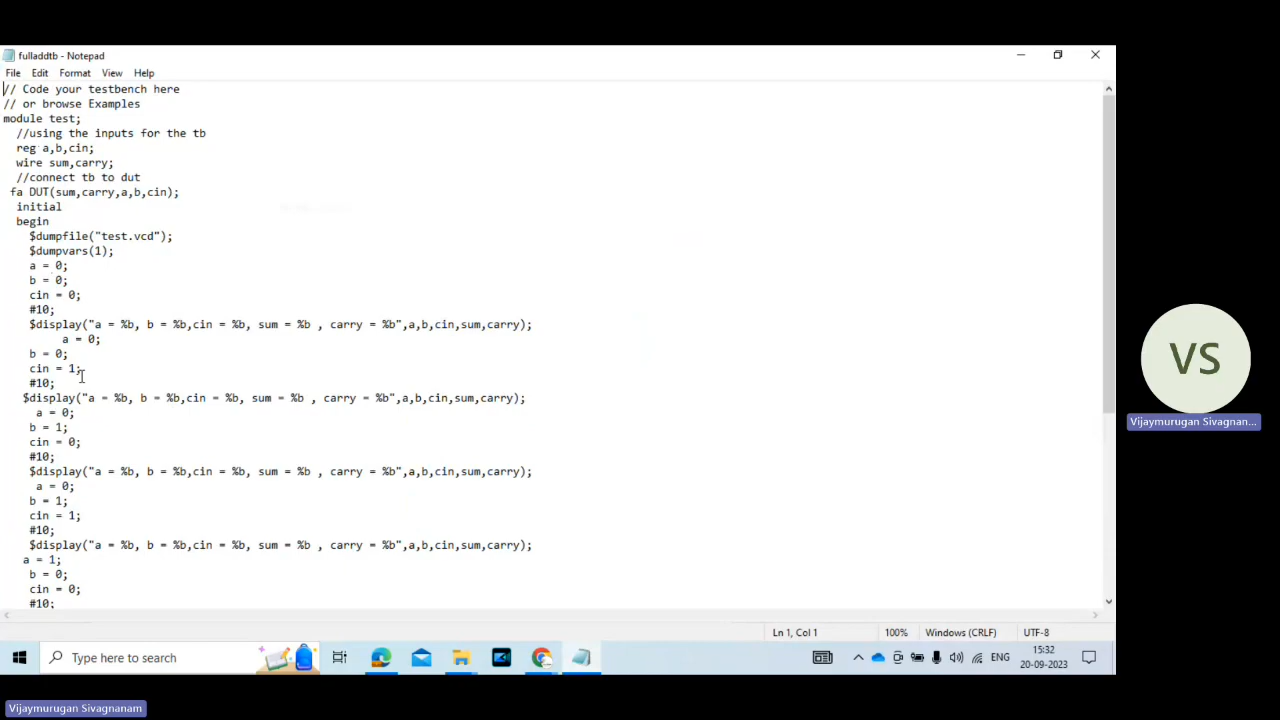 fulladdtb - Notepad
File Edit Format View Help
// Code your testbench here
// or browse Examples
module test;
//using the inputs for the tb
reg a,b,cin;
wire sum,carry;
//connect tb to dut
fa DUT(sum,carry,a,b,cin);
initial
begin
$dumpfile("test.vcd");
$dumpvars(1);
a = 0;
b = 0;
cin = 0;
#10;
$display("a = %b, b = %b,cin = %b, sum = %b , carry = %b",a,b,cin,sum,carry);
a = 0;
b = 0;
cin = 1;
#10;
$display("a = %b, b = %b,cin = %b, sum = %b , carry = %b",a,b,cin,sum,carry);
a = 0;
b = 1;
cin = 0;
#10;
$display("a = %b, b = %b,cin = %b, sum = %b , carry = %b",a,b,cin,sum,carry);
a = 0;
b = 1;
cin = 1;
#10;
$display("a = %b, b = %b,cin = %b, sum = %b , carry = %b",a,b,cin,sum,carry);
a = 1;
b = 0;
cin = 0;
#10;
Ln 1, Col 1 100% Windows (CRLF) UTF-8
Type here to search
ENG
15:32
20-09-2023
VS
Vijaymurugan Sivagnan...
Vijaymurugan Sivagnanam